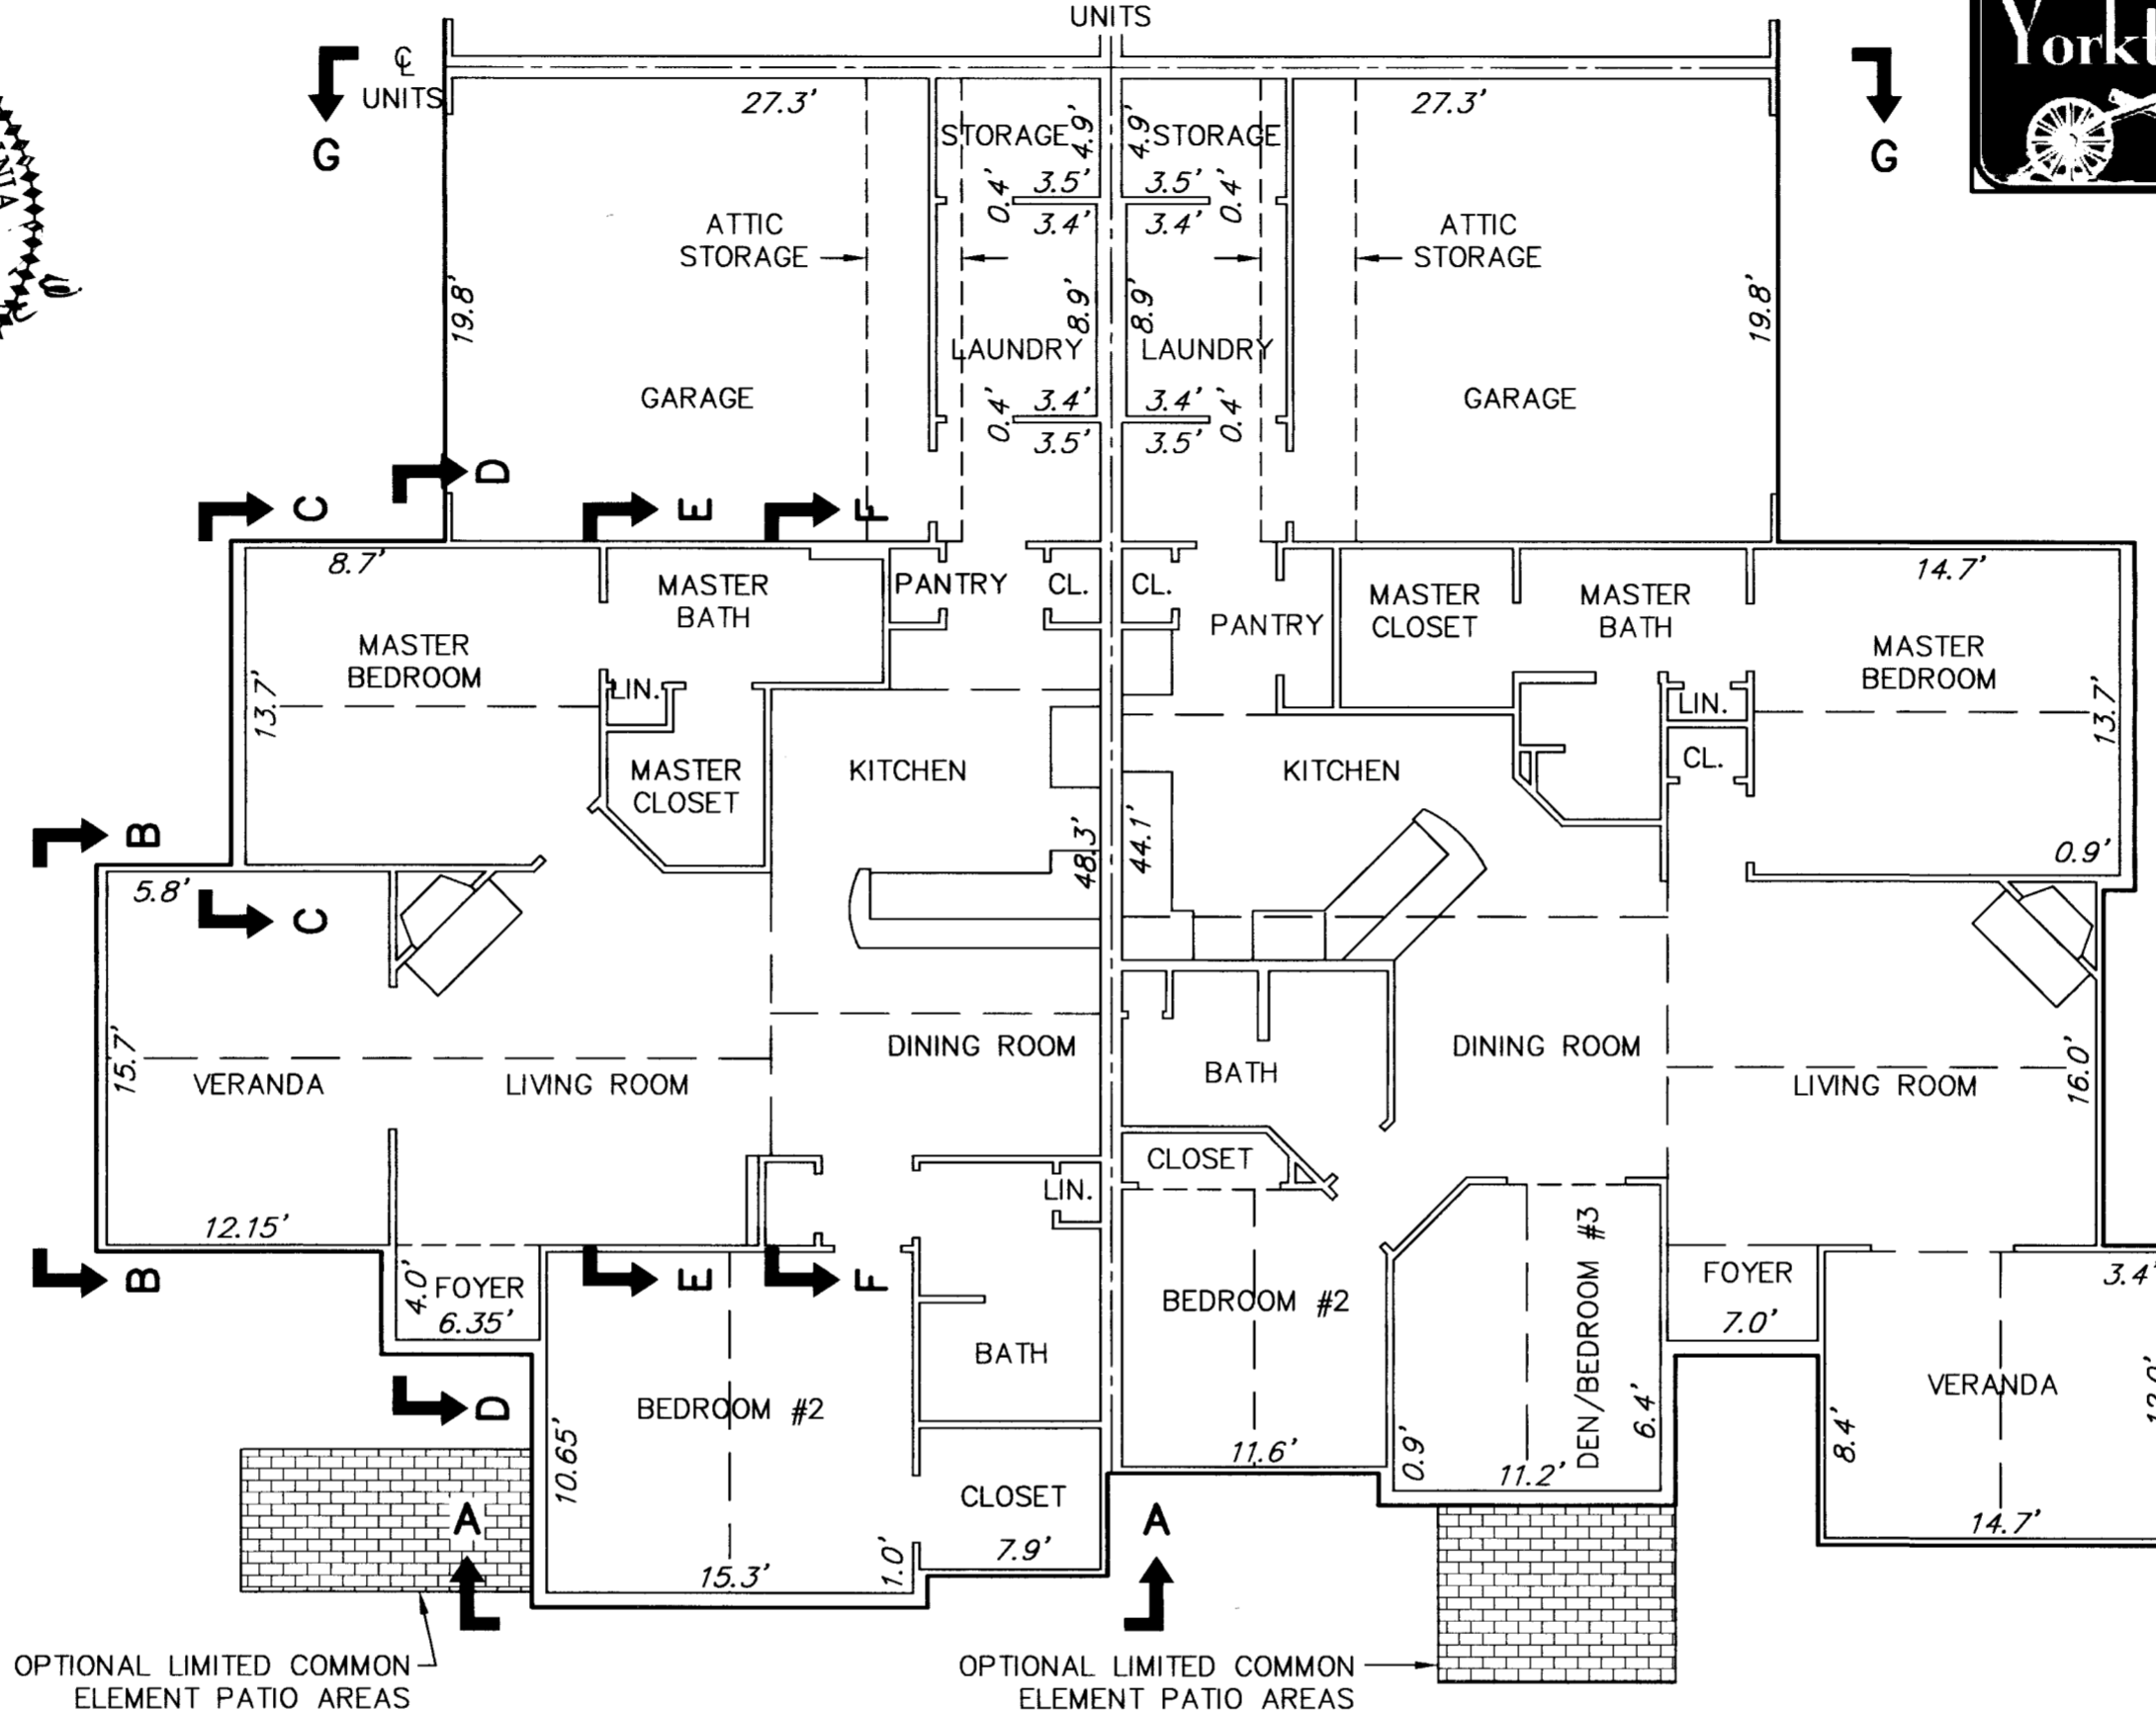 UNITS
℄
UNITS
G
27.3'
STORAGE
4.9'
4.9'
STORAGE
27.3'
G
0.4'
3.5'
3.5'
0.4'
3.4'
3.4'
ATTIC
STORAGE
ATTIC
STORAGE
19.8'
8.9'
8.9'
19.8'
LAUNDRY
LAUNDRY
GARAGE
0.4'
3.4'
3.4'
0.4'
GARAGE
3.5'
3.5'
C
D
E
F
8.7'
MASTER
BATH
PANTRY
CL.
CL.
PANTRY
MASTER
CLOSET
MASTER
BATH
14.7'
MASTER
BEDROOM
MASTER
BEDROOM
13.7'
LIN.
LIN.
13.7'
MASTER
CLOSET
KITCHEN
KITCHEN
CL.
B
48.3'
44.1'
0.9'
5.8'
C
15.7'
VERANDA
LIVING ROOM
DINING ROOM
BATH
DINING ROOM
LIVING ROOM
16.0'
CLOSET
LIN.
12.15'
B
4.0'
FOYER
6.35'
E
F
BEDROOM #2
DEN/BEDROOM #3
FOYER
7.0'
3.4'
BATH
VERANDA
D
BEDROOM #2
10.65'
11.6'
0.9'
11.2'
6.4'
8.4'
14.7'
CLOSET
A
A
15.3'
1.0'
7.9'
OPTIONAL LIMITED COMMON
ELEMENT PATIO AREAS
OPTIONAL LIMITED COMMON
ELEMENT PATIO AREAS